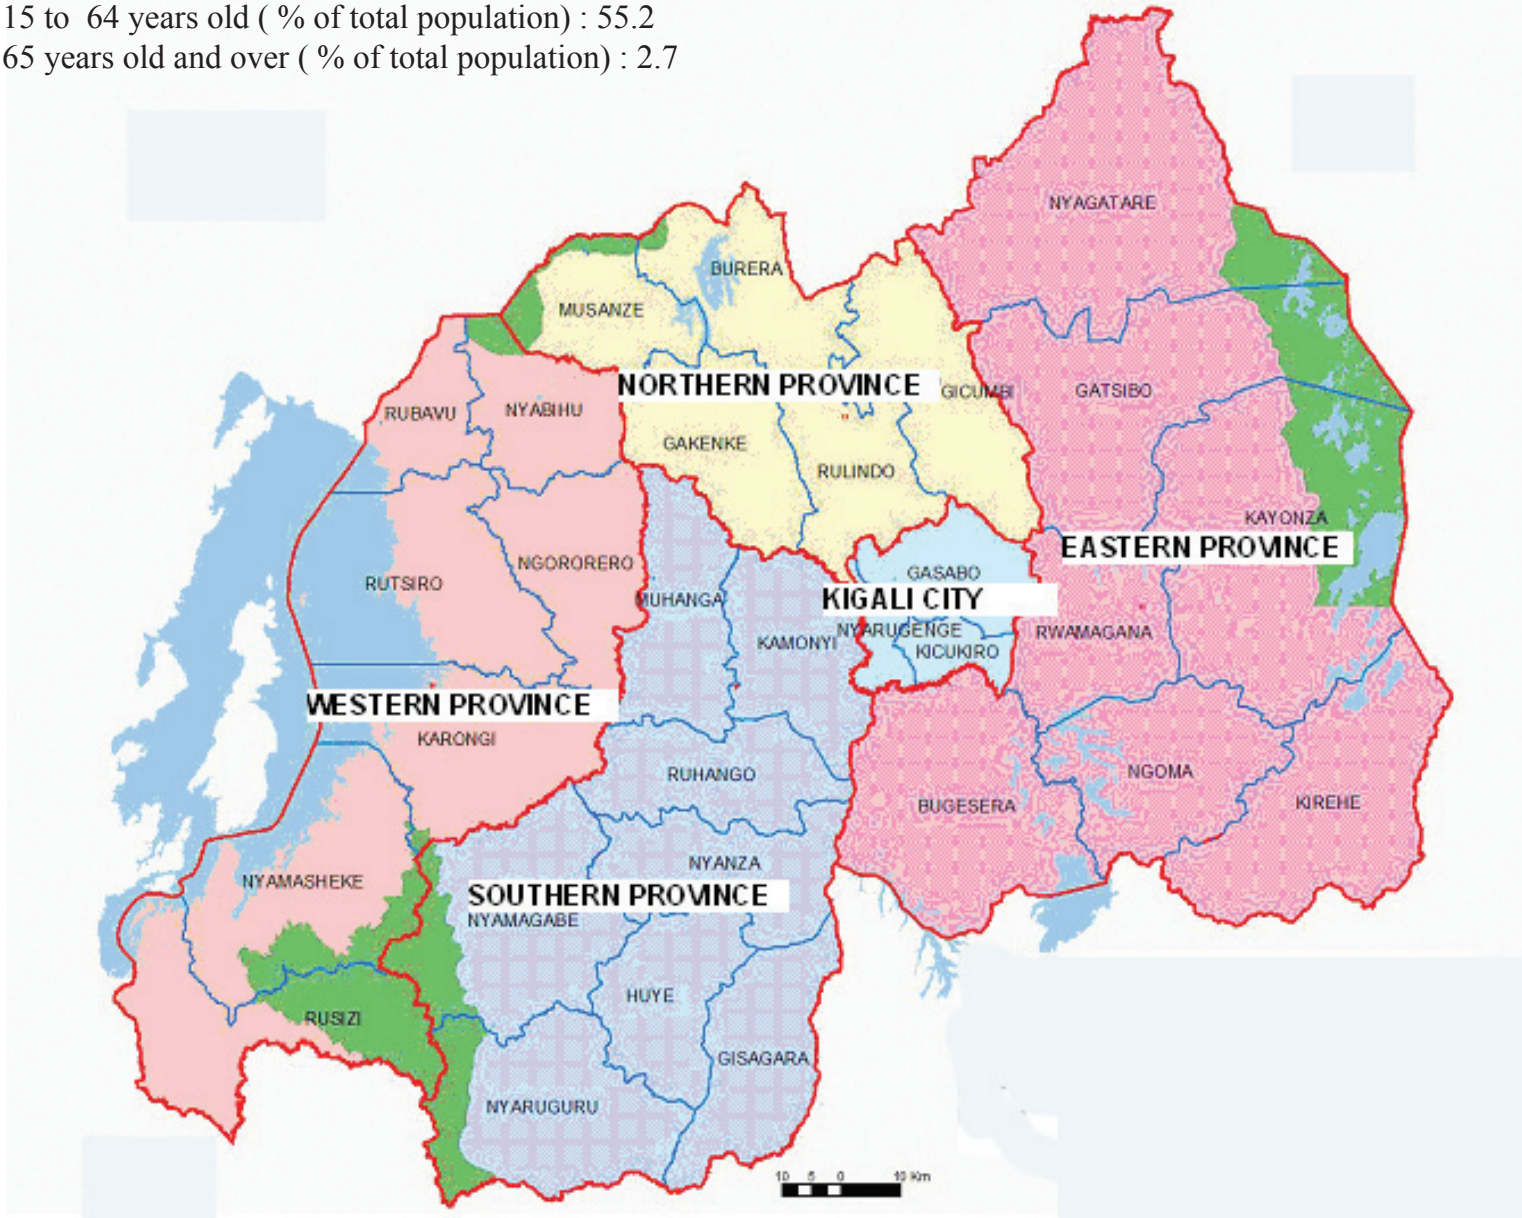 15 to  64 years old ( % of total population) : 55.2
65 years old and over ( % of total population) : 2.7
NYAGATARE
BURERA
MUSANZE
NORTHERN PROVINCE
GICUMBI
GATSIBO
RUBAVU
NYABIHU
GAKENKE
RULINDO
KAYONZA
EASTERN PROVINCE
NGORORERO
RUTSIRO
GASABO
MUHANGA
KIGALI CITY
NYARUGENGE
RWAMAGANA
KAMONYI
KICUKIRO
WESTERN PROVINCE
KARONGI
RUHANGO
NGOMA
BUGESERA
KIREHE
NYANZA
NYAMASHEKE
SOUTHERN PROVINCE
NYAMAGABE
HUYE
RUSIZI
GISAGARA
NYARUGURU
10 5 0 10 Km